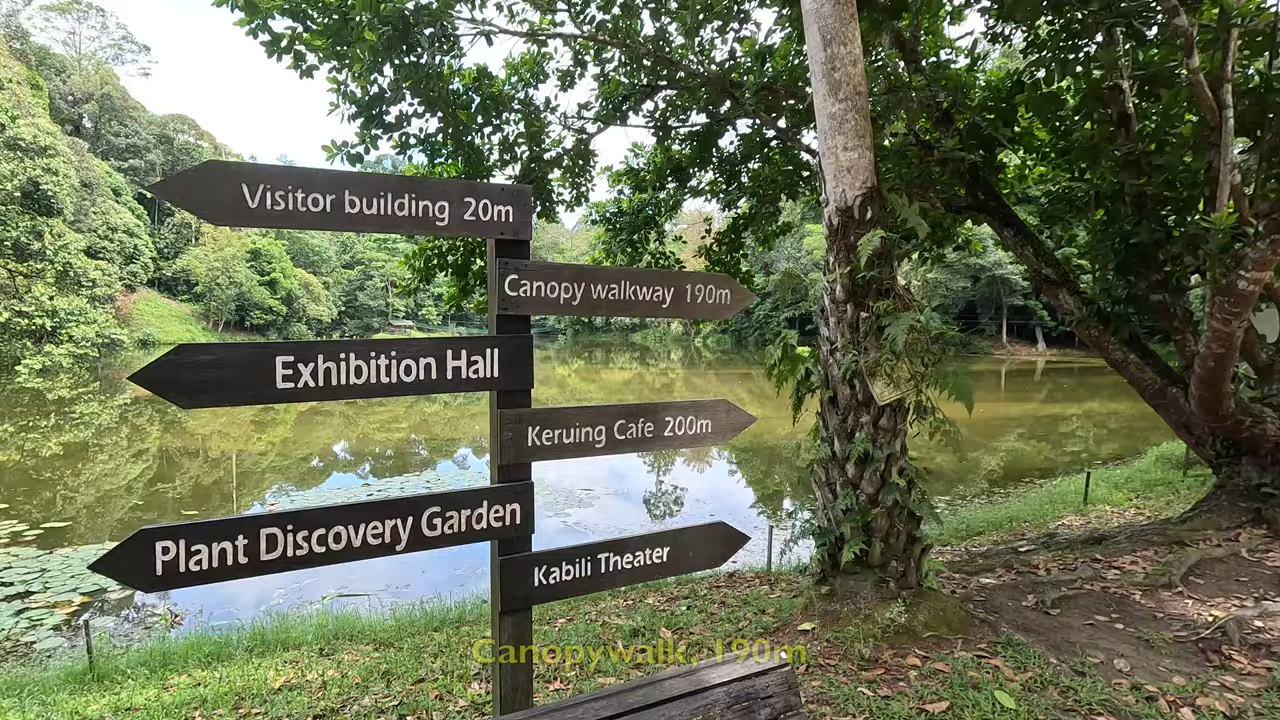 Visitor building 20m
Canopy walkway 190m
Exhibition Hall
Keruing Cafe 200m
Plant Discovery Garden
Kabili Theater
Canopywalk, 190m